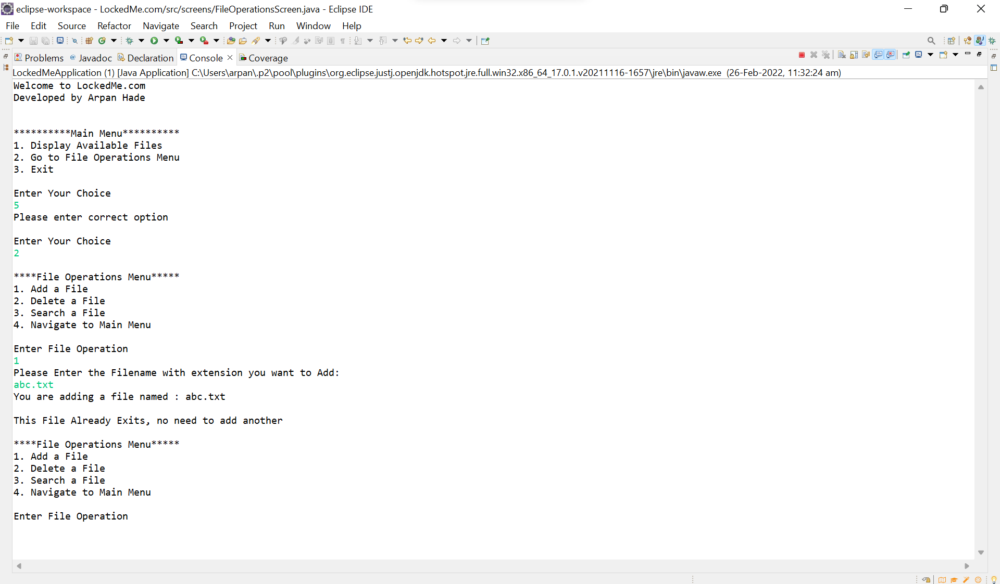 eclipse-workspace - LockedMe.com/src/screens/FileOperationsScreen.java - Eclipse IDE
File Edit Source Refactor Navigate Search Project Run Window Help
Problems @ Javadoc Declaration Console Coverage
LockedMeApplication (1) [Java Application] C:\Users\arpan\.p2\pool\plugins\org.eclipse.justj.openjdk.hotspot.jre.full.win32.x86_64_17.0.1.v20211116-1657\jre\bin\javaw.exe (26-Feb-2022, 11:32:24 am)
Welcome to LockedMe.com
Developed by Arpan Hade
**********Main Menu**********
1. Display Available Files
2. Go to File Operations Menu
3. Exit
Enter Your Choice
5
Please enter correct option
Enter Your Choice
2
****File Operations Menu*****
1. Add a File
2. Delete a File
3. Search a File
4. Navigate to Main Menu
Enter File Operation
1
Please Enter the Filename with extension you want to Add:
abc.txt
You are adding a file named : abc.txt
This File Already Exits, no need to add another
****File Operations Menu*****
1. Add a File
2. Delete a File
3. Search a File
4. Navigate to Main Menu
Enter File Operation